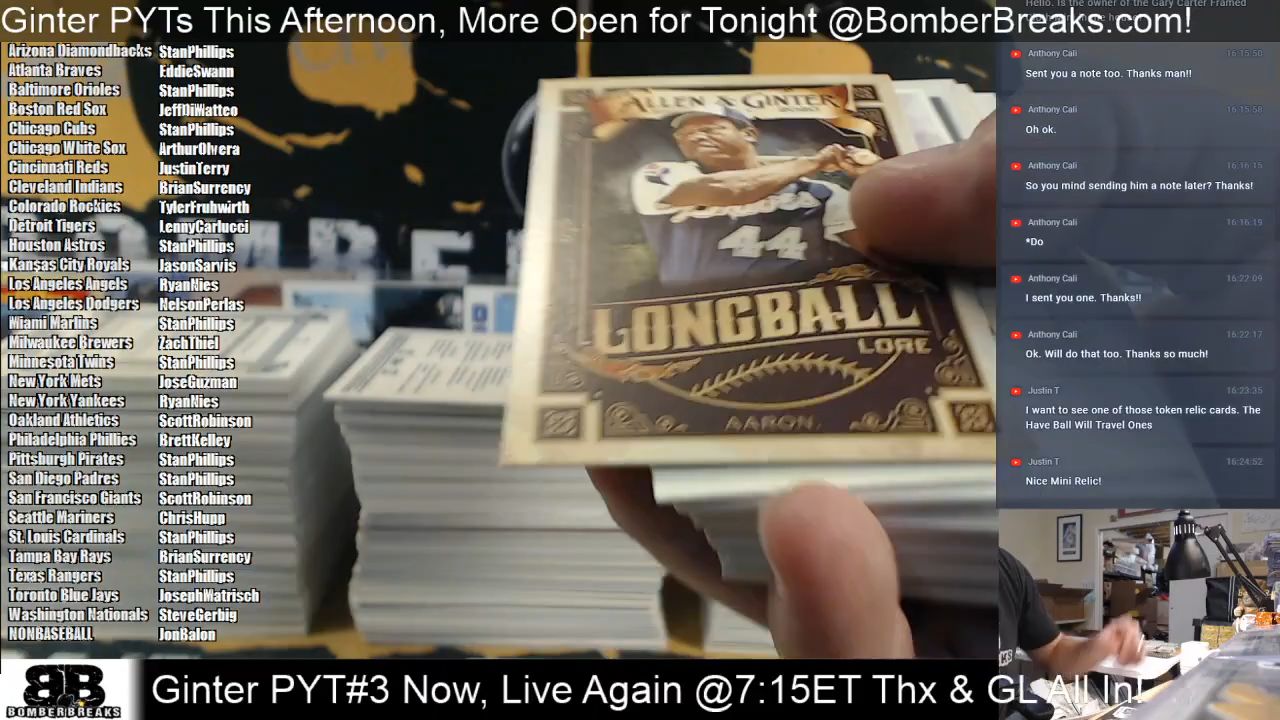 Ginter PYTs This Afternoon, More Open for Tonight @BomberBreaks.com!
Arizona Diamondbacks StanPhillips
Atlanta Braves EddieSwann
Baltimore Orioles StanPhillips
Boston Red Sox JeffDiMatteo
Chicago Cubs StanPhillips
Chicago White Sox ArthurOlvera
Cincinnati Reds JustinTerry
Cleveland Indians BrianSurrency
Colorado Rockies TylerFruhwirth
Detroit Tigers LennyCarlucci
Houston Astros StanPhillips
Kansas City Royals JasonSarvis
Los Angeles Angels RyanNies
Los Angeles Dodgers NelsonPerlas
Miami Marlins StanPhillips
Milwaukee Brewers ZachThiel
Minnesota Twins StanPhillips
New York Mets JoseGuzman
New York Yankees RyanNies
Oakland Athletics ScottRobinson
Philadelphia Phillies BrettKelley
Pittsburgh Pirates StanPhillips
San Diego Padres StanPhillips
San Francisco Giants ScottRobinson
Seattle Mariners ChrisHupp
St. Louis Cardinals StanPhillips
Tampa Bay Rays BrianSurrency
Texas Rangers StanPhillips
Toronto Blue Jays JosephMatrisch
Washington Nationals SteveGerbig
NONBASEBALL JonBalon
ALLEN & GINTER
44
LONGBALL
LORE
AARON
Hello. Is the owner of the Gary Carter Framed
Anthony Cali 16:15:50
Sent you a note too. Thanks man!!
Anthony Cali 16:15:58
Oh ok.
Anthony Cali 16:16:15
So you mind sending him a note later? Thanks!
Anthony Cali 16:16:19
*Do
Anthony Cali 16:22:09
I sent you one. Thanks!!
Anthony Cali 16:22:17
Ok. Will do that too. Thanks so much!
Justin T 16:23:35
I want to see one of those token relic cards. The
Have Ball Will Travel Ones
Justin T 16:24:52
Nice Mini Relic!
BB
BOMBERBREAKS
Ginter PYT#3 Now, Live Again @7:15ET Thx & GL All In!